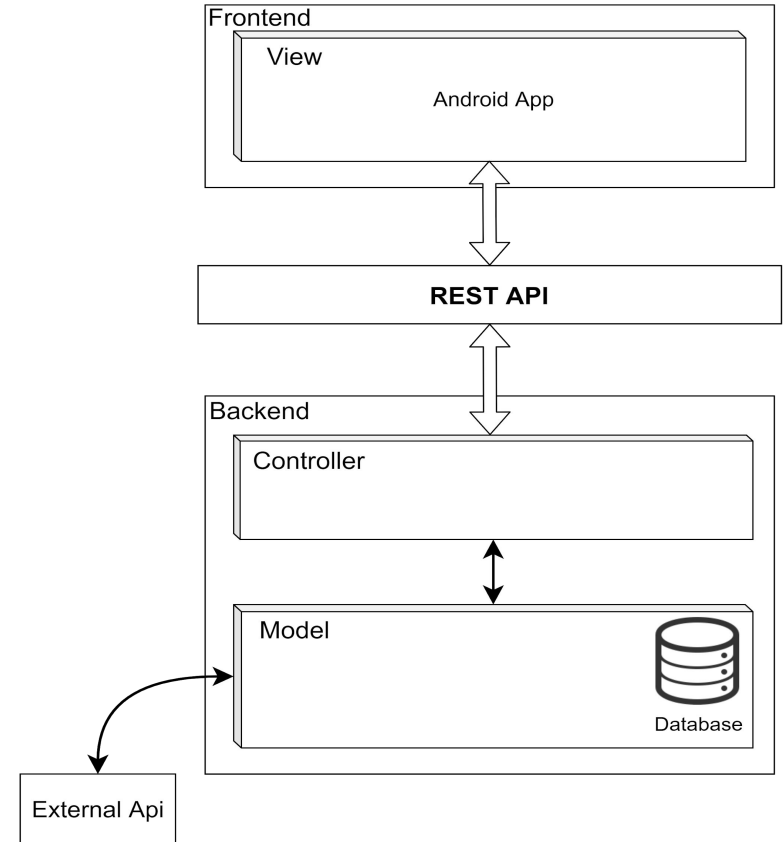 Frontend
View
Android App
REST API
Backend
Controller
Model
Database
External Api